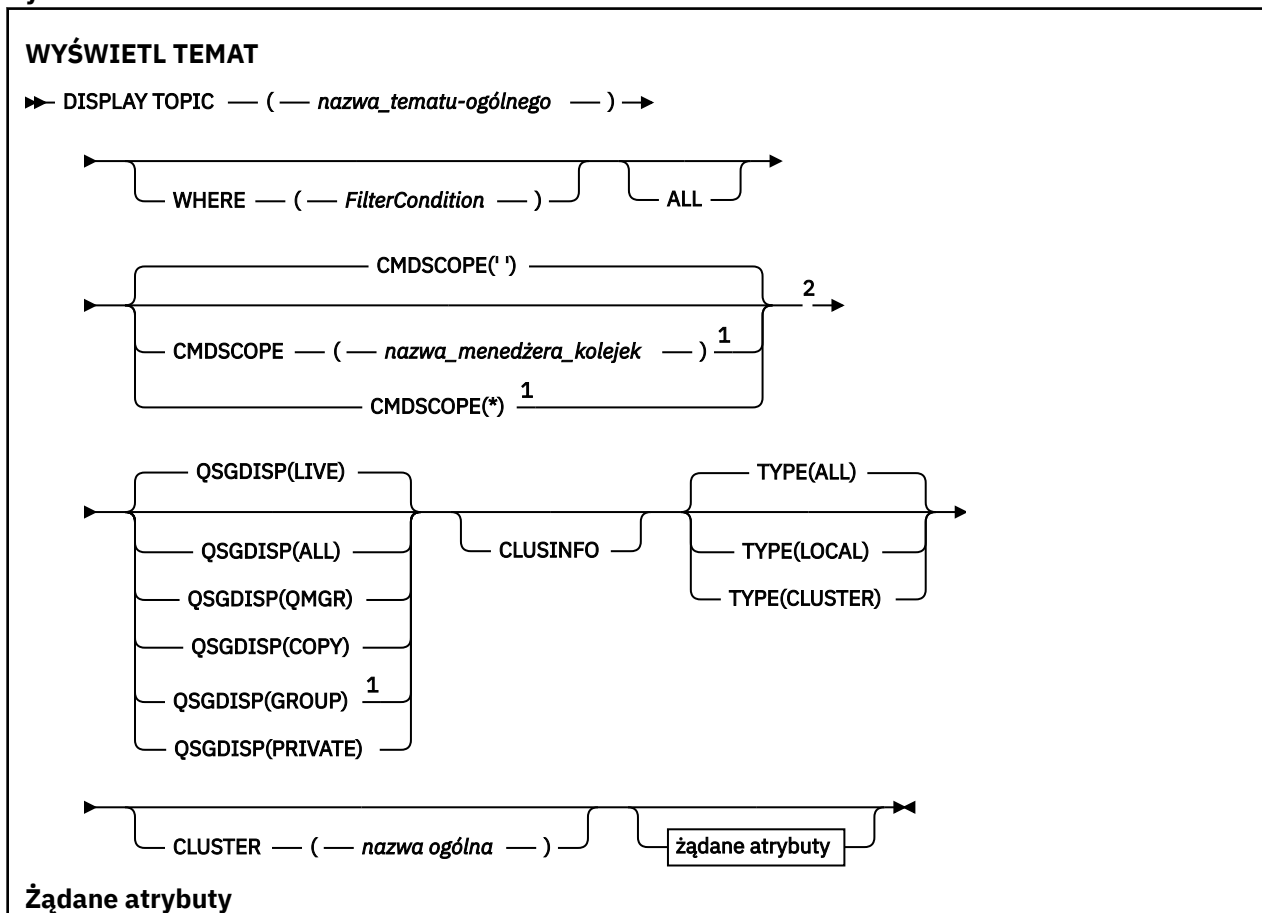 WYŚWIETL TEMAT
DISPLAY TOPIC ( nazwa_tematu-ogólnego )
WHERE ( FilterCondition ) ALL
CMDSCOPE(' ')
2
CMDSCOPE ( nazwa_menedżera_kolejek ) 1
CMDSCOPE(*) 1
QSGDISP(LIVE) TYPE(ALL)
QSGDISP(ALL) CLUSINFO TYPE(LOCAL)
QSGDISP(QMGR) TYPE(CLUSTER)
QSGDISP(COPY)
QSGDISP(GROUP) 1
QSGDISP(PRIVATE)
CLUSTER ( nazwa ogólna ) żądane atrybuty
Żądane atrybuty